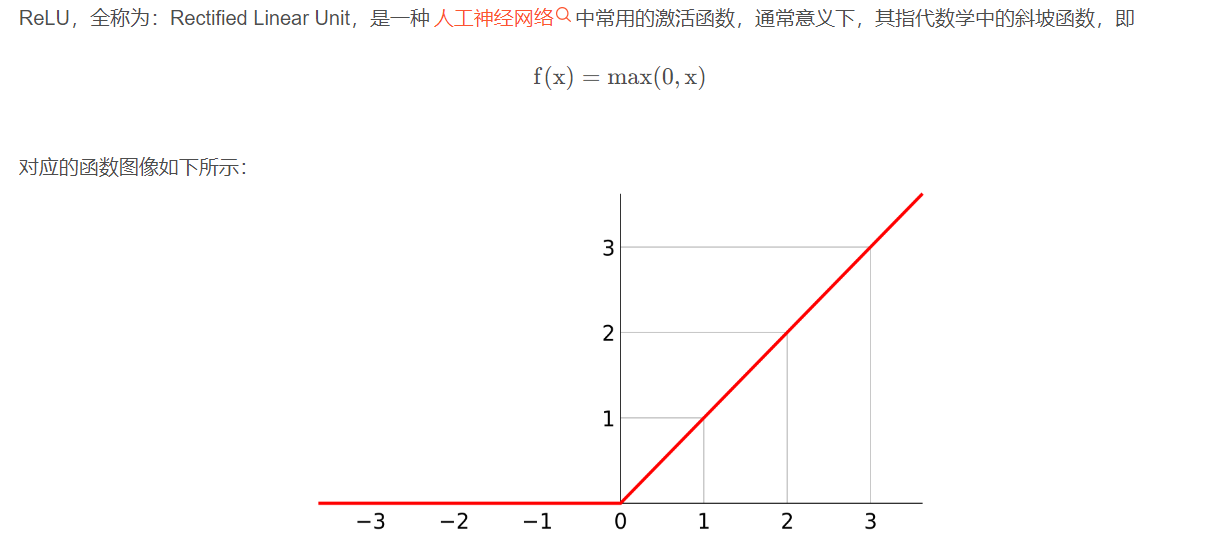 ReLU，全称为：Rectified Linear Unit，是一种 人工神经网络 中常用的激活函数，通常意义下，其指代数学中的斜坡函数，即
f(x) = max(0, x)
对应的函数图像如下所示：
3
2
1
−3 −2 −1 0 1 2 3